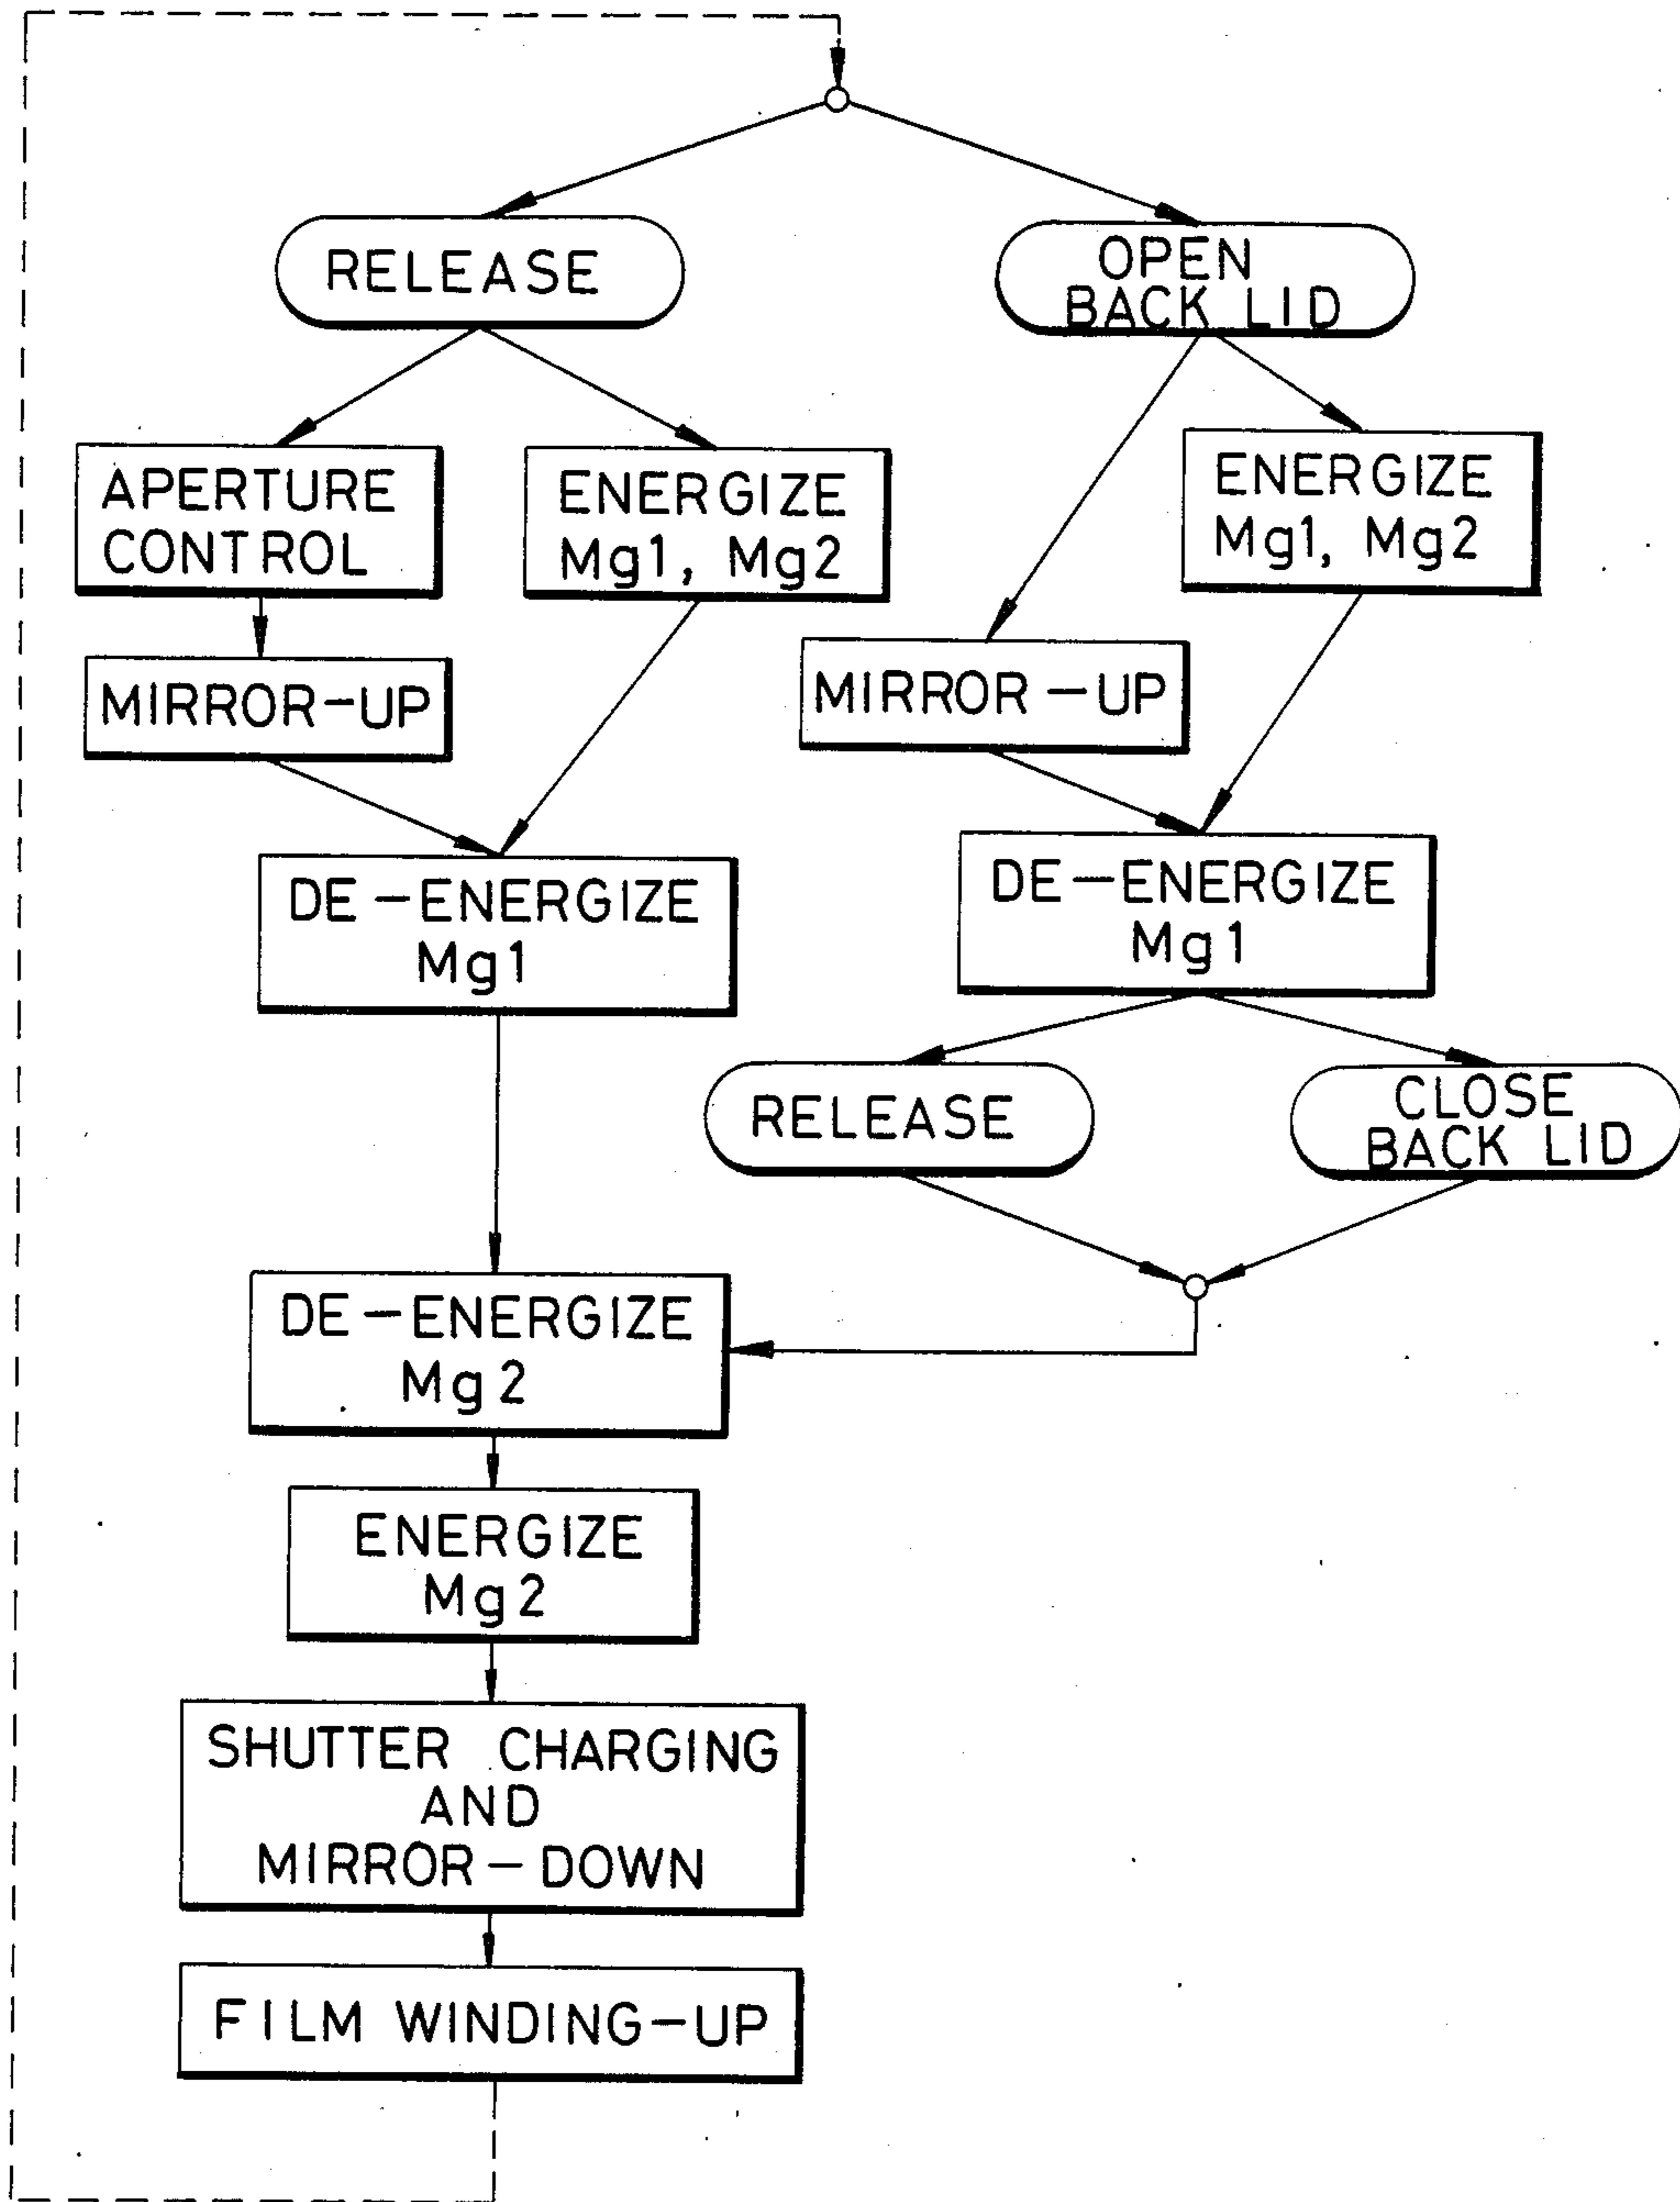 RELEASE
OPEN
BACK LID
APERTURE
CONTROL
ENERGIZE
Mg1, Mg2
ENERGIZE
Mg1, Mg2
MIRROR-UP
MIRROR-UP
DE-ENERGIZE
Mg1
DE-ENERGIZE
Mg1
RELEASE
CLOSE
BACK LID
DE-ENERGIZE
Mg2
ENERGIZE
Mg2
SHUTTER CHARGING
AND
MIRROR-DOWN
FILM WINDING-UP